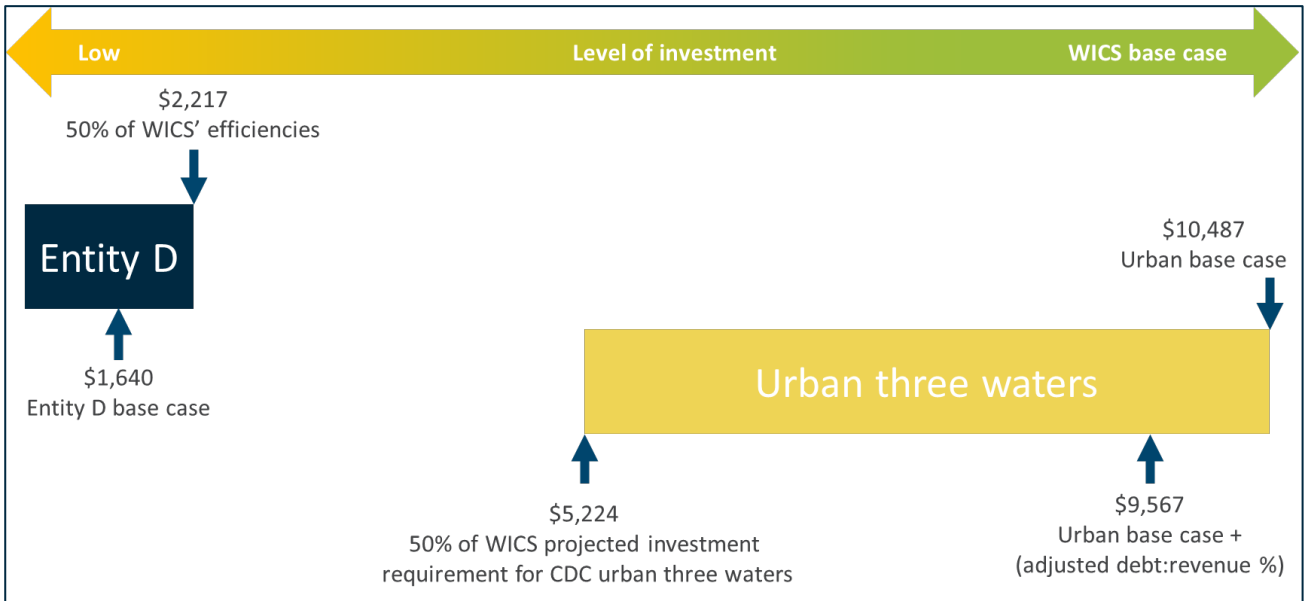 Low
Level of investment
WICS base case
$2,217
50% of WICS’ efficiencies
Entity D
$1,640
Entity D base case
$10,487
Urban base case
Urban three waters
$5,224
50% of WICS projected investment
requirement for CDC urban three waters
$9,567
Urban base case +
(adjusted debt:revenue %)